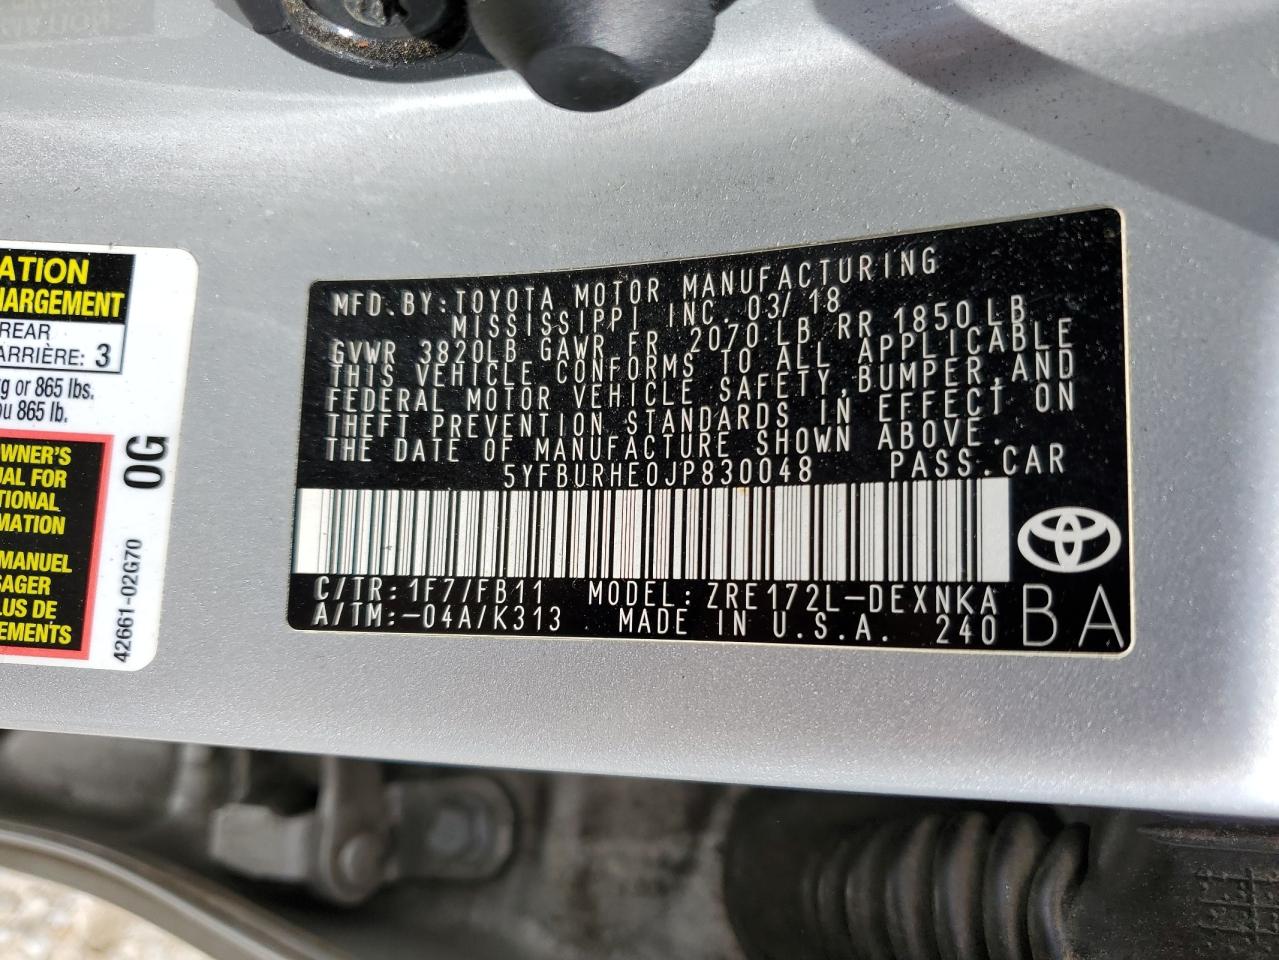 ATION
HARGEMENT
REAR
ARRIÈRE: 3
kg or 865 lbs.
ou 865 lb.
OWNER'S
UAL FOR
TIONAL
RMATION
MANUEL
SAGER
LUS DE
EMENTS
0G
42661-02G70
MFD. BY: TOYOTA MOTOR MANUFACTURING
MISSISSIPPI INC. 03/18
GVWR 3820LB GAWR FR 2070 LB RR 1850 LB
THIS VEHICLE CONFORMS TO ALL APPLICABLE
FEDERAL MOTOR VEHICLE SAFETY, BUMPER, AND
THEFT PREVENTION STANDARDS IN EFFECT ON
THE DATE OF MANUFACTURE SHOWN ABOVE.
5YFBURHE0JP830048 PASS. CAR
C/TR: 1F7/FB11 MODEL: ZRE172L-DEXNKA
A/TM: -04A/K313 MADE IN U.S.A. 240 BA